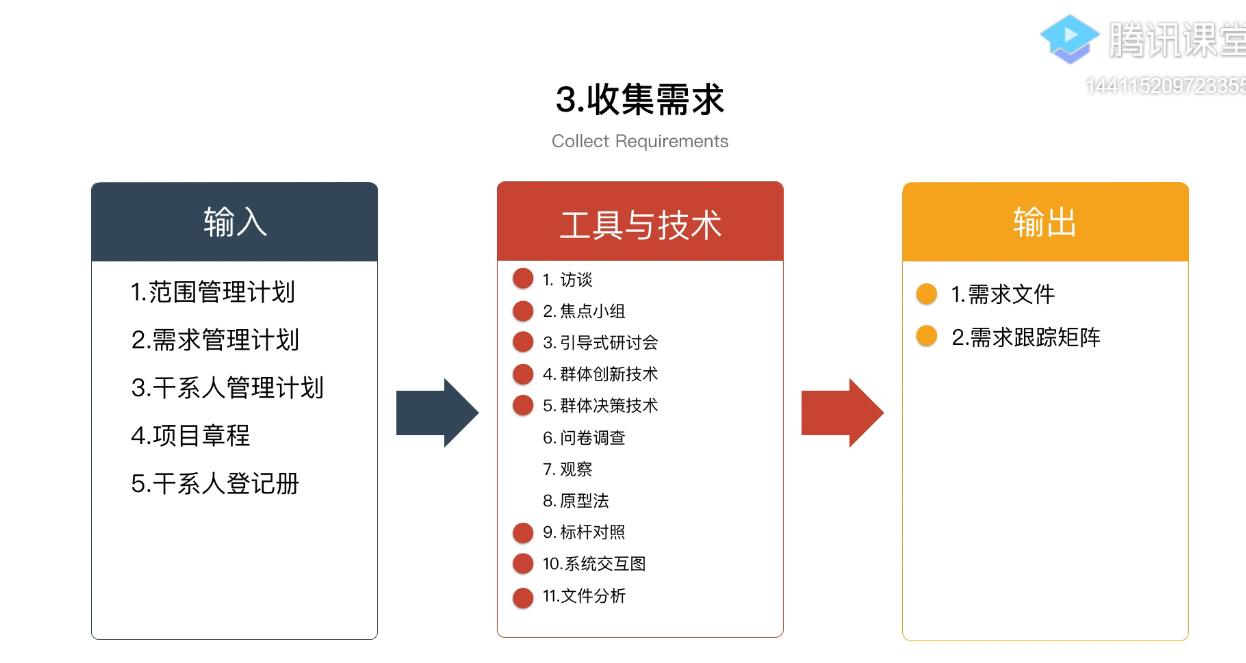 腾讯课堂
144115209723355
3.收集需求
Collect Requirements
输入
1.范围管理计划
2.需求管理计划
3.干系人管理计划
4.项目章程
5.干系人登记册
工具与技术
1. 访谈
2. 焦点小组
3. 引导式研讨会
4. 群体创新技术
5. 群体决策技术
6. 问卷调查
7. 观察
8. 原型法
9. 标杆对照
10.系统交互图
11.文件分析
输出
1.需求文件
2.需求跟踪矩阵